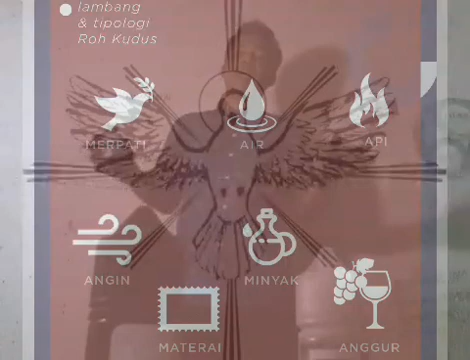 lambang
& tipologi
Roh Kudus
MERPATI
AIR
API
ANGIN
MINYAK
MATERAI
ANGGUR